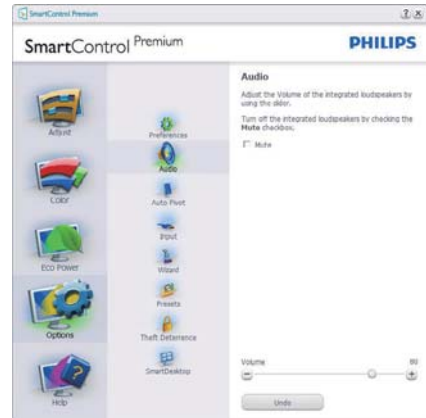 SmartControl Premium
SmartControl Premium
PHILIPS
Adjust
Color
Eco Power
Options
Help
Preferences
Audio
Auto Pivot
Input
Wizard
Presets
Theft Deterrence
SmartDesktop
Audio
Adjust the Volume of the integrated loudspeakers by
using the slider.
Turn off the integrated loudspeakers by checking the
Mute checkbox.
Mute
Volume
80
Undo